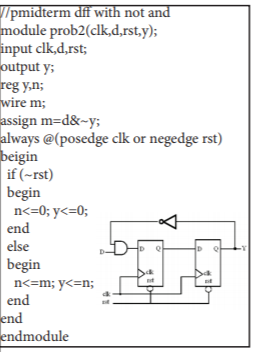 //pmidterm dff with not and
module prob2(clk,d,rst,y);
input clk,d,rst;
output y;
reg y,n;
wire m;
assign m=d&~y;
always @(posedge clk or negedge rst)
beigin
if (~rst)
begin
n<=0; y<=0;
end
else
begin
n<=m; y<=n;
end
end
endmodule
D
D Q
D Q
Y
clk
rst
clk
rst
clk
rst